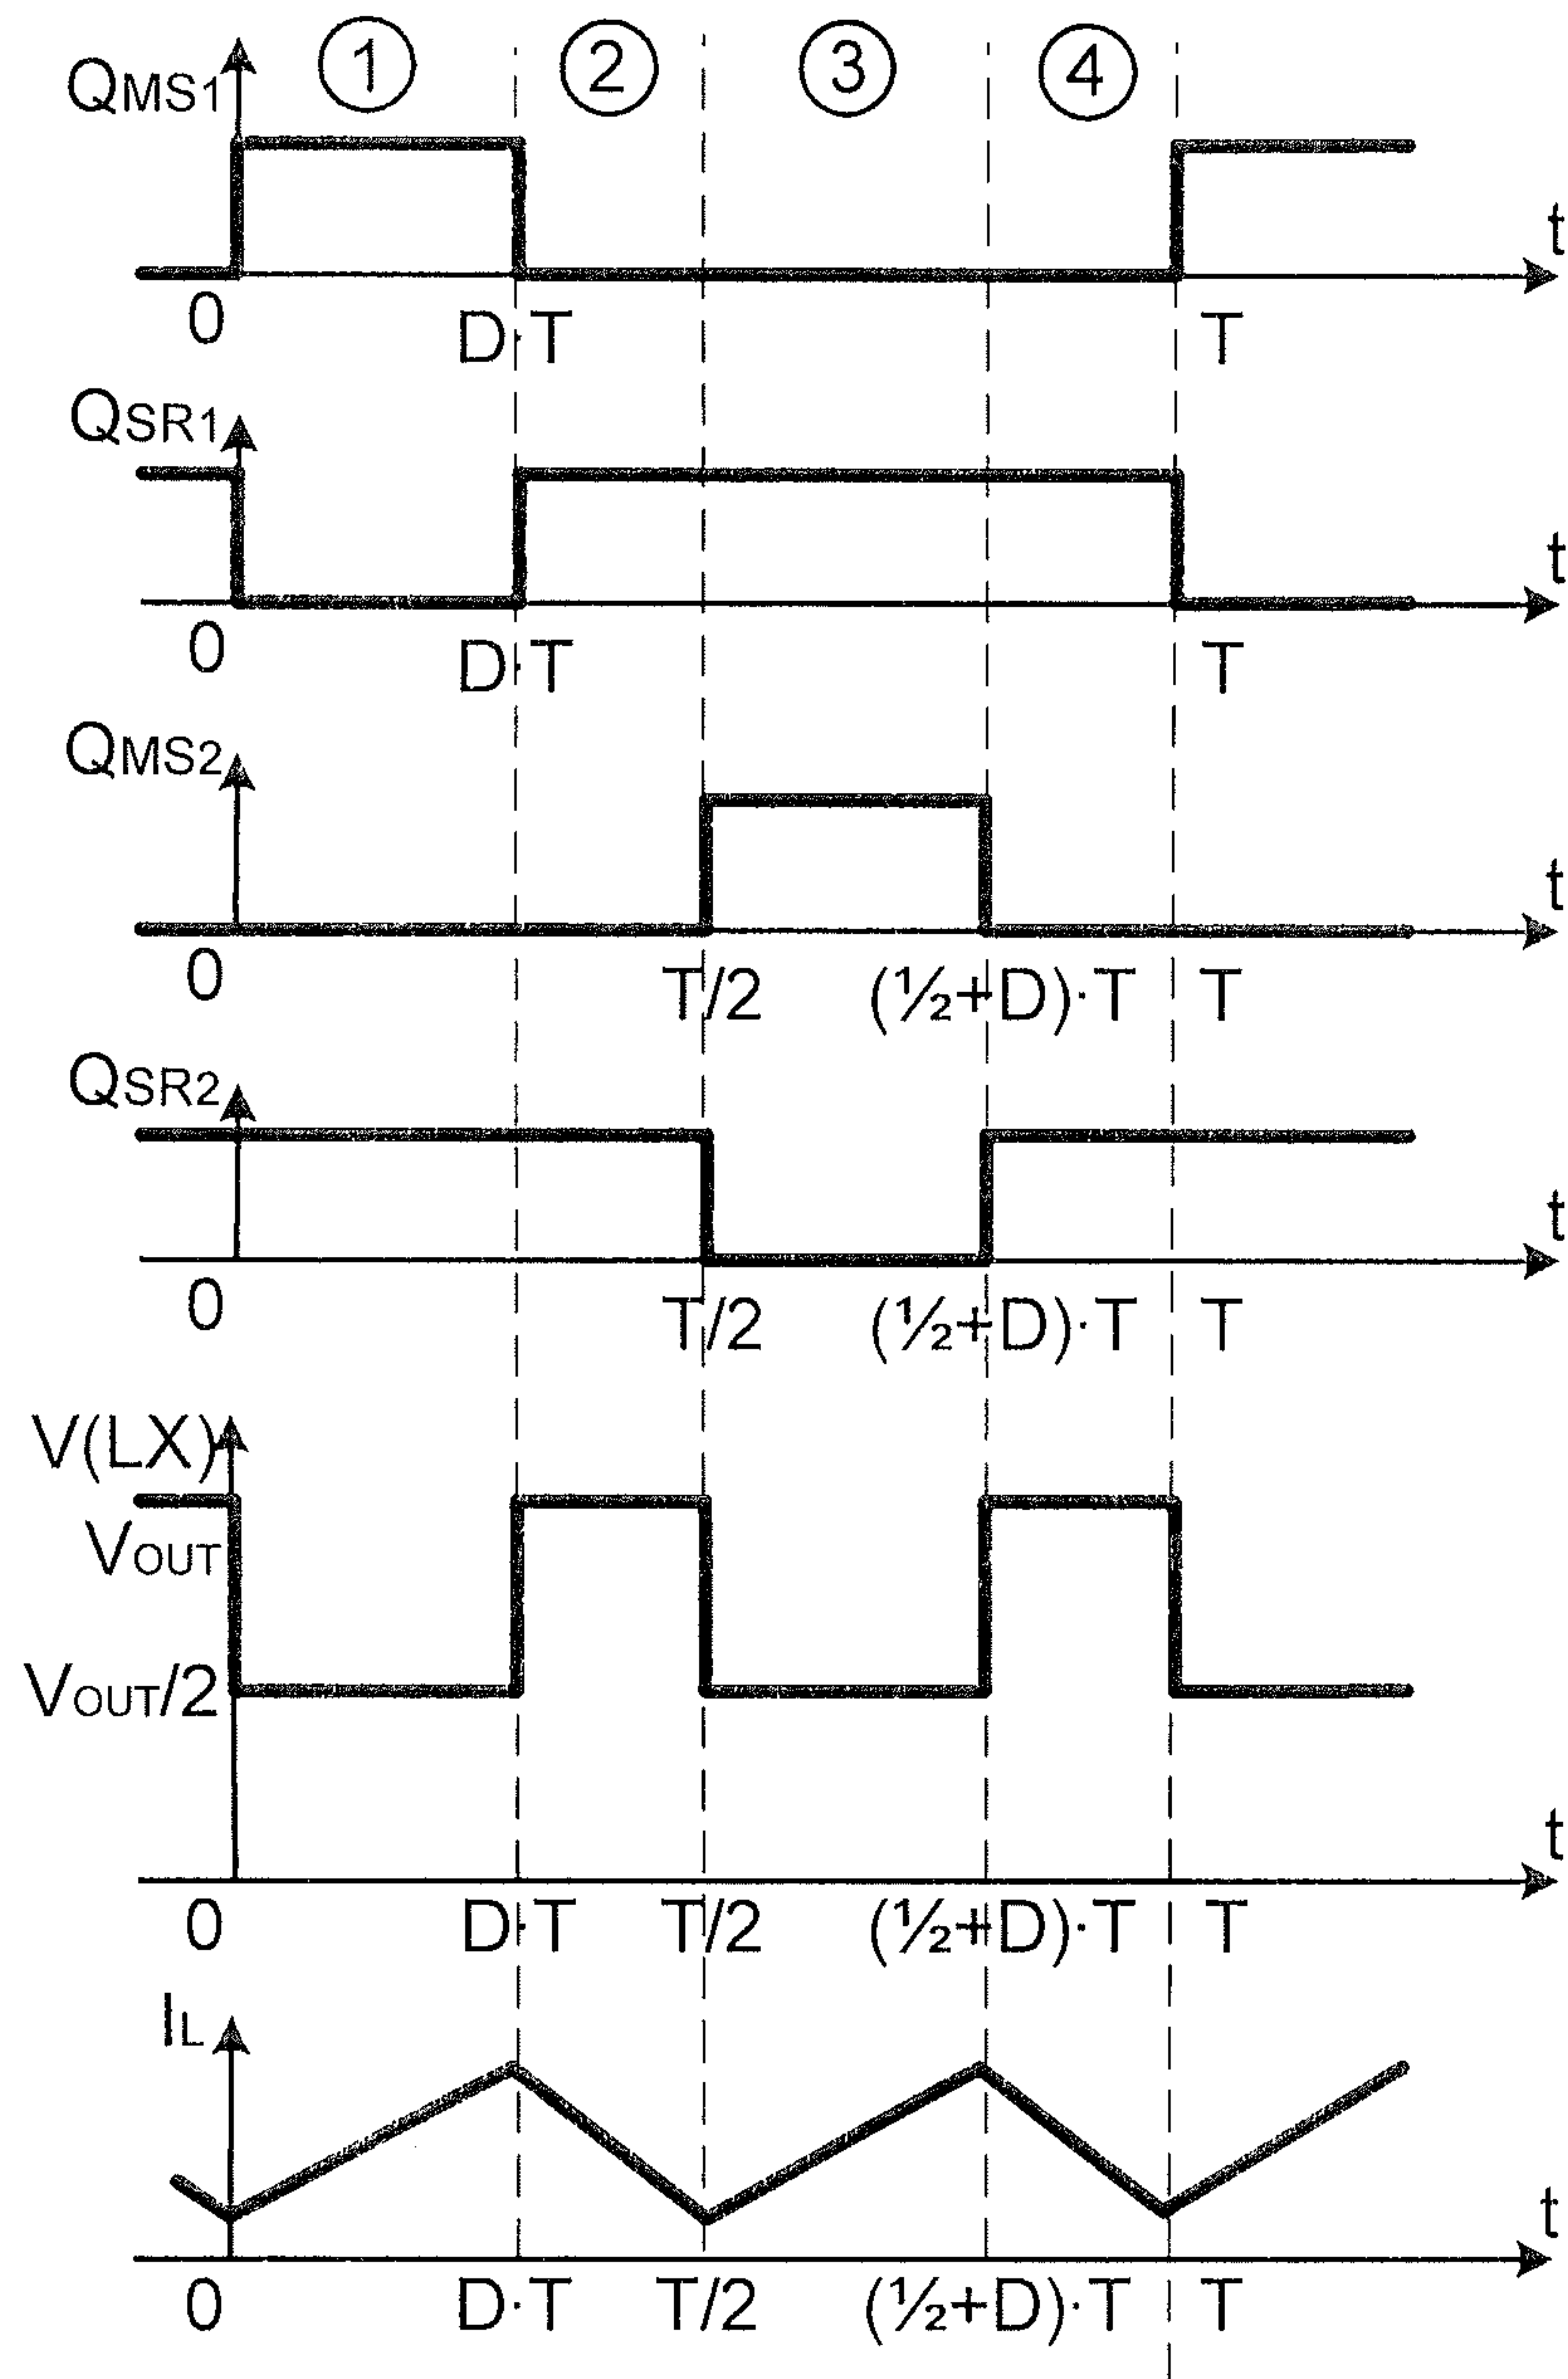 ① ② ③ ④
QMS1
t
0 D·T T
QSR1
t
0 D·T T
QMS2
t
0 T/2 (½+D)·T T
QSR2
t
0 T/2 (½+D)·T T
V(LX)
VOUT
VOUT/2
t
0 D·T T/2 (½+D)·T T
IL
t
0 D·T T/2 (½+D)·T T